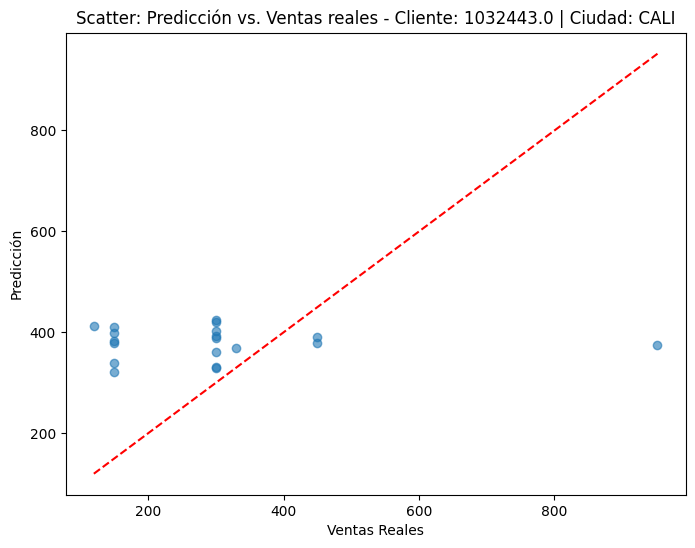 Scatter: Predicción vs. Ventas reales - Cliente: 1032443.0 | Ciudad: CALI
800
600
400
200
Predicción
200 400 600 800
Ventas Reales